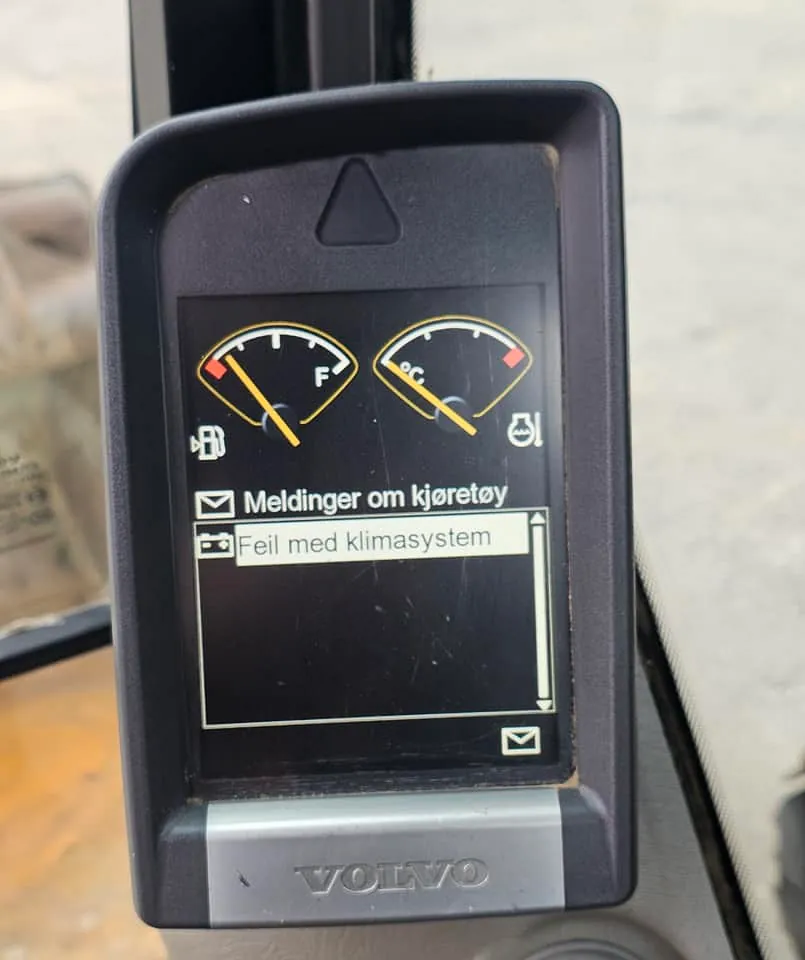 F
°C
Meldinger om kjøretøy
Feil med klimasystem
VOLVO